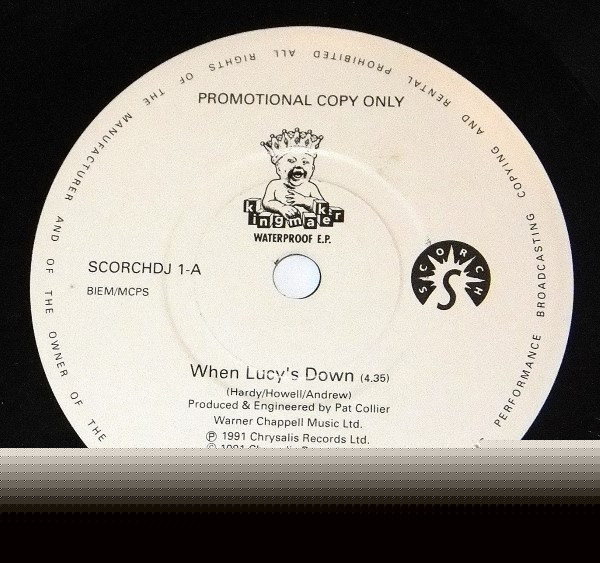 PROMOTIONAL COPY ONLY
kingmaker
WATERPROOF E.P.
SCORCHDJ 1-A
BIEM/MCPS
SCORCH
S
When Lucy's Down (4.35)
(Hardy/Howell/Andrew)
Produced & Engineered by Pat Collier
Warner Chappell Music Ltd.
℗ 1991 Chrysalis Records Ltd.
© 1991 Chrysalis
THE OWNER OF THE MANUFACTURER AND OF THE RIGHTS ALL PROHIBITED RENTAL AND COPYING BROADCASTING PERFORMANCE